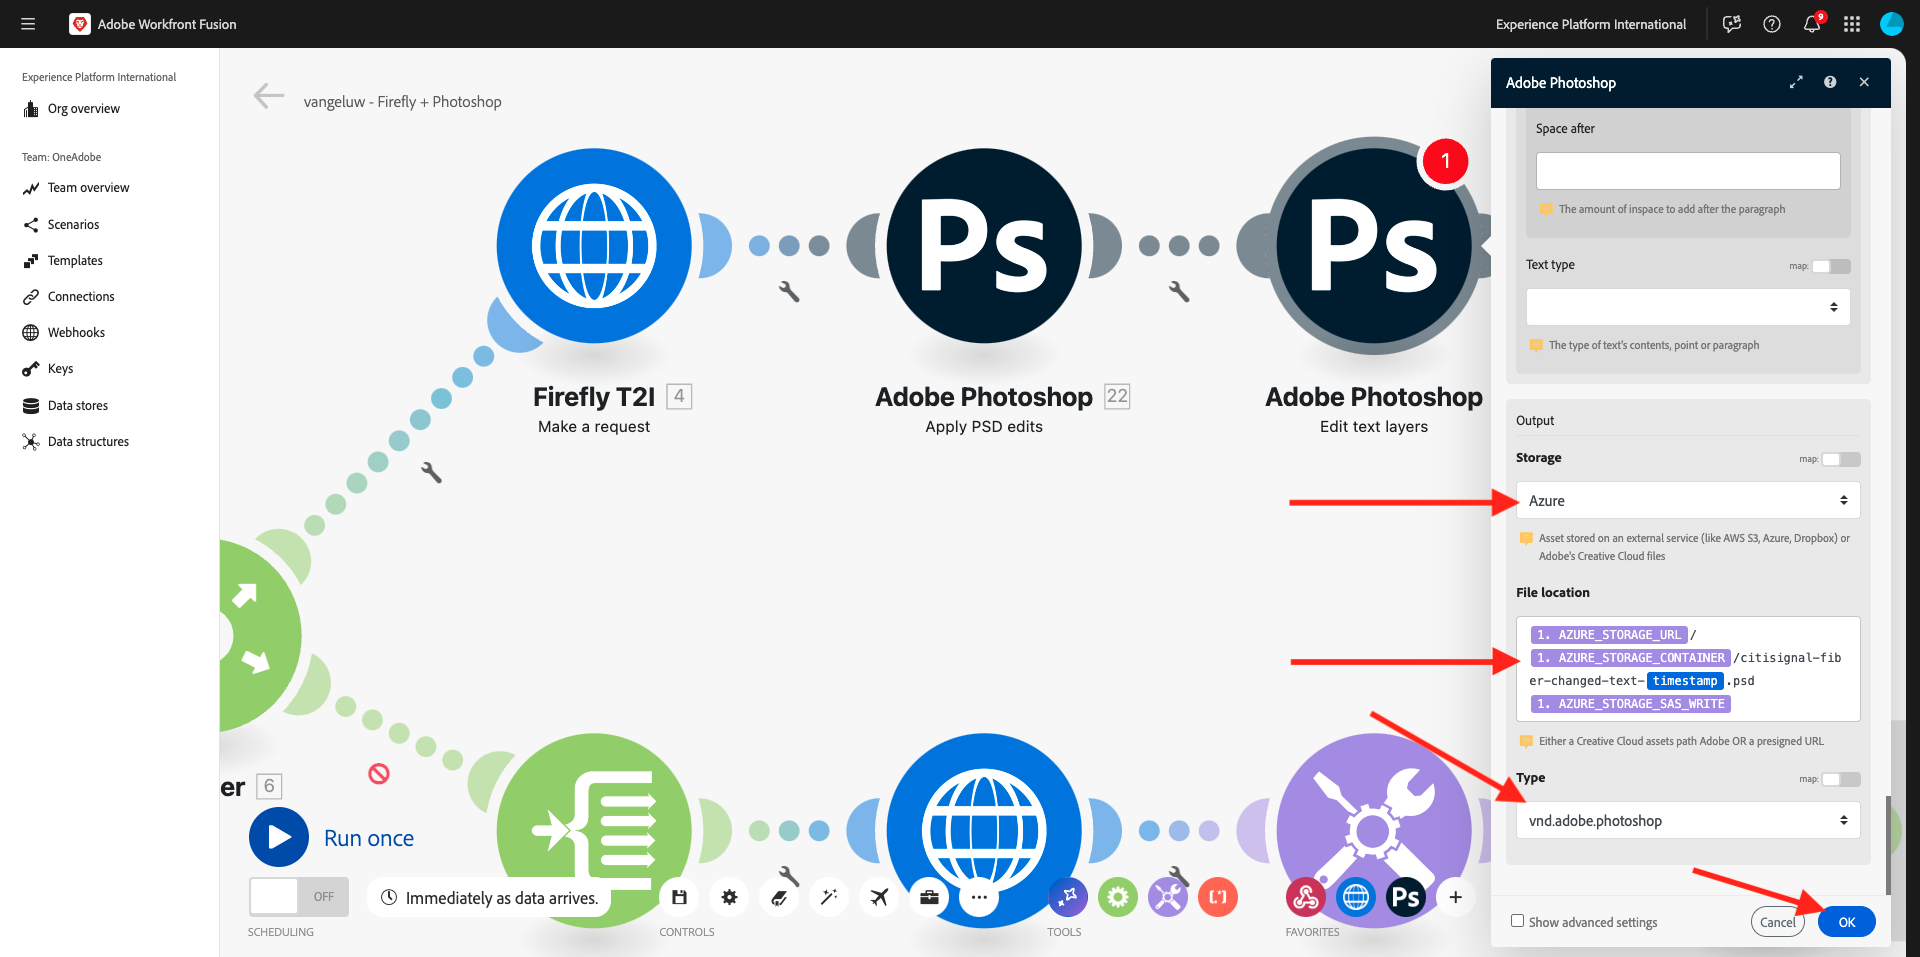 Adobe Workfront Fusion
Experience Platform International
9
Experience Platform International
Org overview
Team: OneAdobe
Team overview
Scenarios
Templates
Connections
Webhooks
Keys
Data stores
Data structures
vangeluw - Firefly + Photoshop
Ps
Ps
1
Firefly T2I 4
Make a request
Adobe Photoshop 22
Apply PSD edits
Adobe Photoshop
Edit text layers
er 6
Run once
OFF
Immediately as data arrives.
SCHEDULING
CONTROLS
TOOLS
Ps
FAVORITES
Adobe Photoshop
Space after
The amount of inspace to add after the paragraph
Text type
map:
The type of text's contents, point or paragraph
Output
Storage
map:
Azure
Asset stored on an external service (like AWS S3, Azure, Dropbox) or
Adobe's Creative Cloud files
File location
1. AZURE_STORAGE_URL /
1. AZURE_STORAGE_CONTAINER /citisignal-fib
er-changed-text- timestamp .psd
1. AZURE_STORAGE_SAS_WRITE
Either a Creative Cloud assets path Adobe OR a presigned URL
Type
map:
vnd.adobe.photoshop
Show advanced settings
Cancel
OK